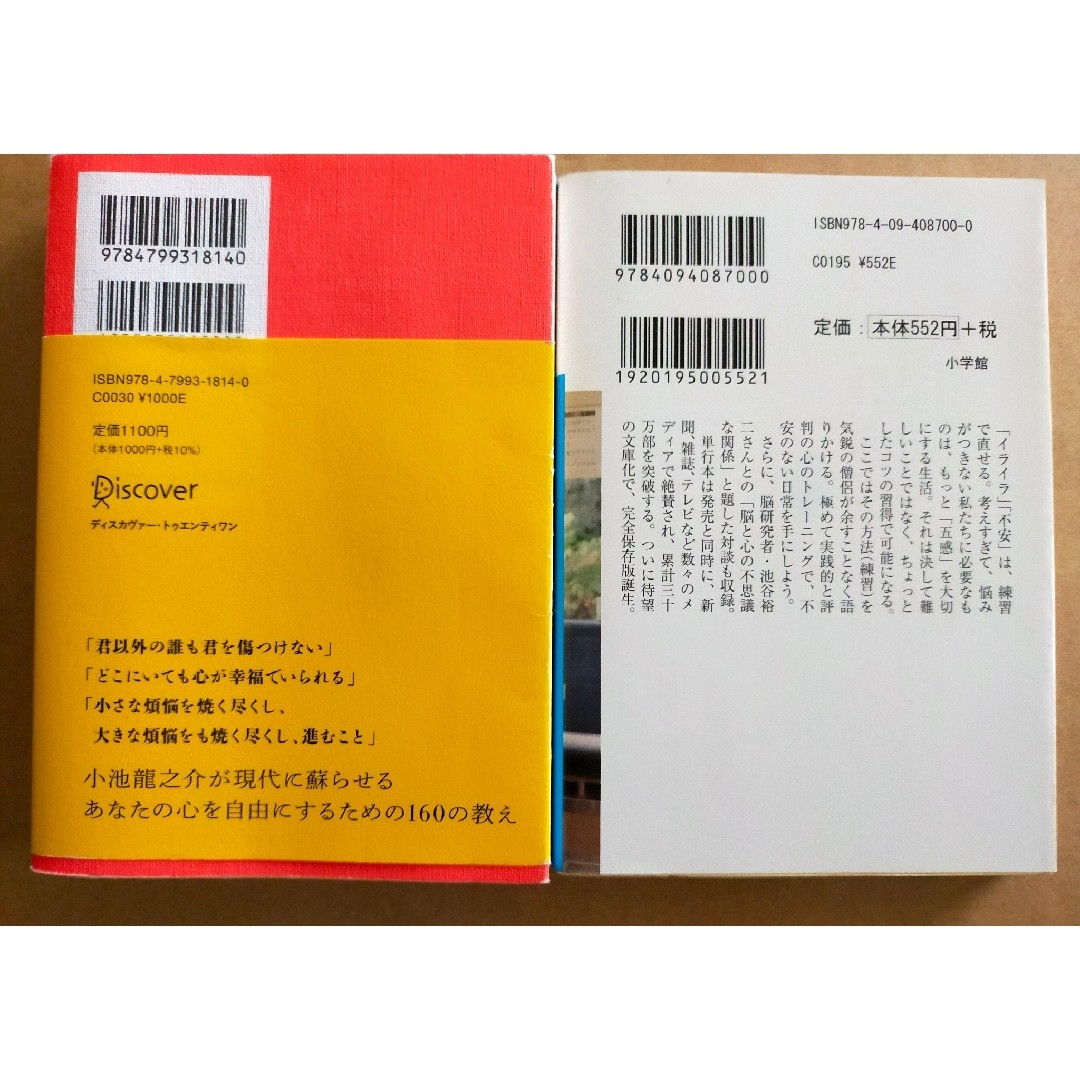 9784799318140
ISBN978-4-7993-1814-0
C0030 ¥1000E
定価1100円
(本体1000円+税10%)
Discover
ディスカヴァー・トゥエンティワン
「君以外の誰も君を傷つけない」
「どこにいても心が幸福でいられる」
「小さな煩悩を焼く尽くし、
大きな煩悩をも焼く尽くし、進むこと」
小池龍之介が現代に蘇らせる
あなたの心を自由にするための160の教え
9784094087000
1920195005521
ISBN978-4-09-408700-0
C0195 ¥552E
定価：本体552円+税
小学館
「イライラ」「不安」は、練習
で直せる。考えすぎて、悩み
がつきない私たちに必要なも
のは、もっと「五感」を大切
にする生活。それは決して難
しいことではなく、ちょっと
したコツの習得で可能になる。
ここではその方法(練習)を
気鋭の僧侶が余すことなく語
りかける。極めて実践的と評
判の心のトレーニングで、不
安のない日常を手にしよう。
さらに、脳研究者・池谷裕
二さんとの「脳と心の不思議
な関係」と題した対談も収録。
単行本は発売と同時に、新
聞、雑誌、テレビなど数々のメ
ディアで絶賛され、累計三十
万部を突破する。ついに待望
の文庫化で、完全保存版誕生。